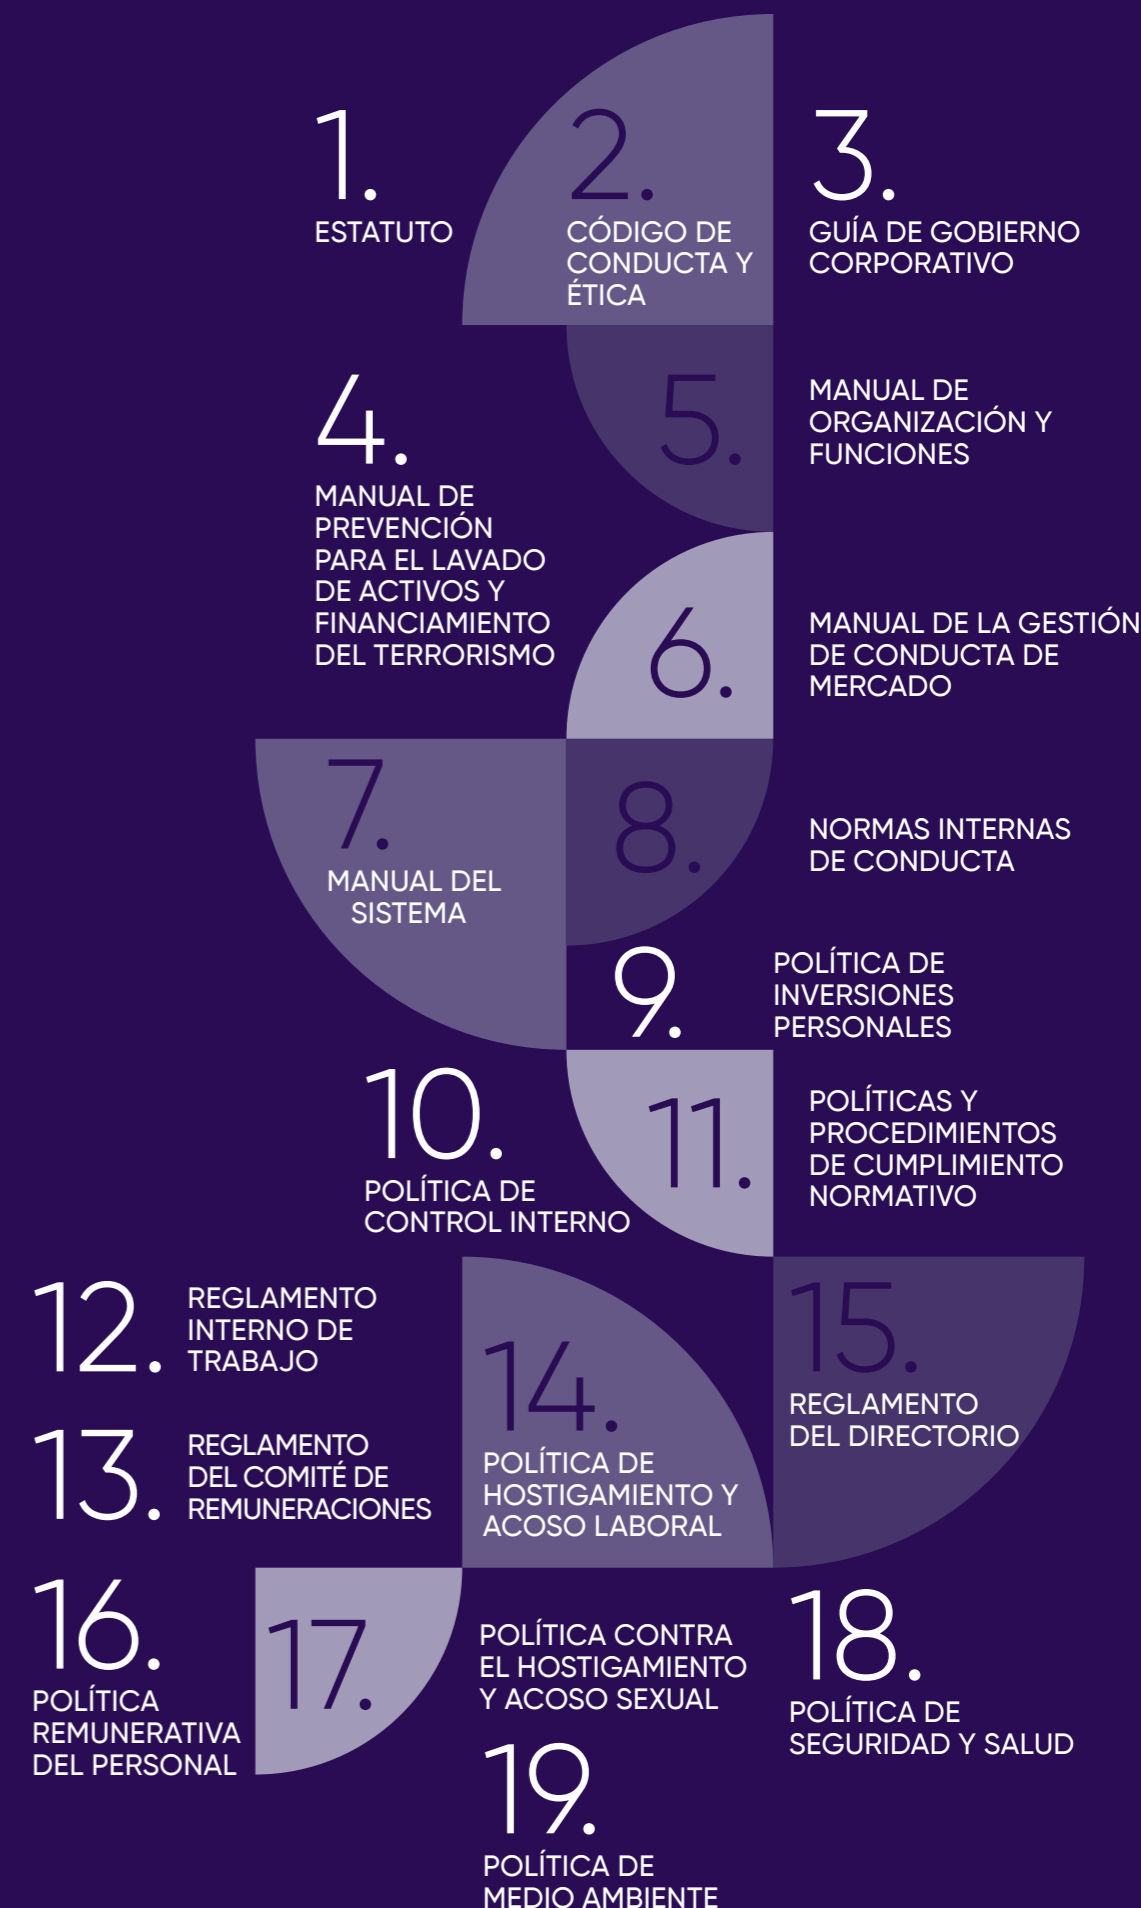 1.
ESTATUTO
2.
CÓDIGO DE
CONDUCTA Y
ÉTICA
3.
GUÍA DE GOBIERNO
CORPORATIVO
4.
MANUAL DE
PREVENCIÓN
PARA EL LAVADO
DE ACTIVOS Y
FINANCIAMIENTO
DEL TERRORISMO
5.
MANUAL DE
ORGANIZACIÓN Y
FUNCIONES
6.
MANUAL DE LA GESTIÓN
DE CONDUCTA DE
MERCADO
7.
MANUAL DEL
SISTEMA
8.
NORMAS INTERNAS
DE CONDUCTA
9.
POLÍTICA DE
INVERSIONES
PERSONALES
10.
POLÍTICA DE
CONTROL INTERNO
11.
POLÍTICAS Y
PROCEDIMIENTOS
DE CUMPLIMIENTO
NORMATIVO
12.
REGLAMENTO
INTERNO DE
TRABAJO
13.
REGLAMENTO
DEL COMITÉ DE
REMUNERACIONES
14.
POLÍTICA DE
HOSTIGAMIENTO Y
ACOSO LABORAL
15.
REGLAMENTO
DEL DIRECTORIO
16.
POLÍTICA
REMUNERATIVA
DEL PERSONAL
17.
POLÍTICA CONTRA
EL HOSTIGAMIENTO
Y ACOSO SEXUAL
18.
POLÍTICA DE
SEGURIDAD Y SALUD
19.
POLÍTICA DE
MEDIO AMBIENTE